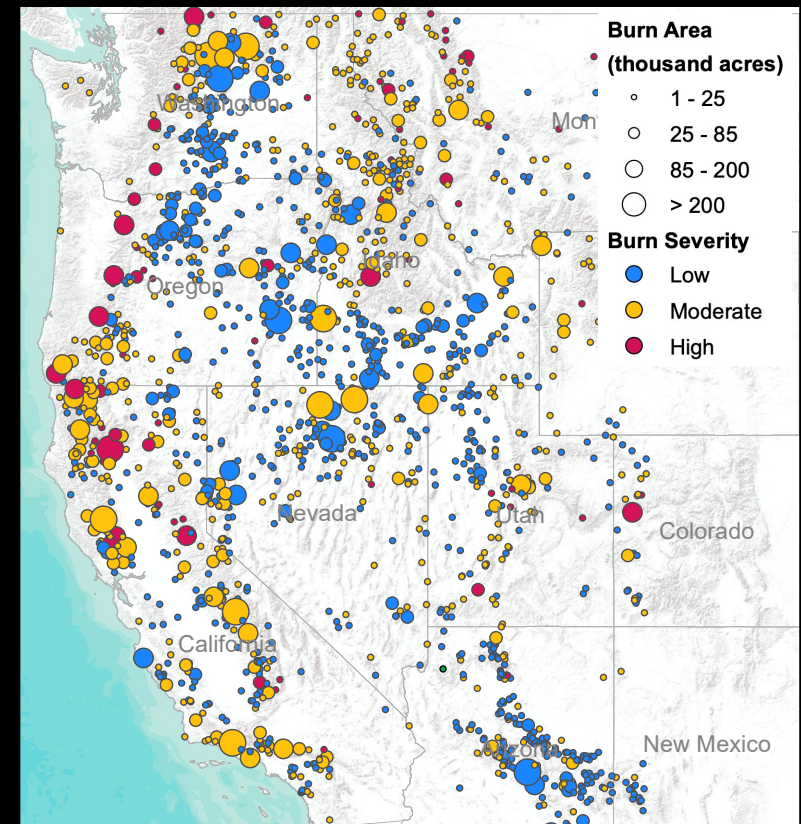 Burn Area
(thousand acres)
1 - 25
25 - 85
85 - 200
> 200
Burn Severity
Low
Moderate
High
Washington
Mon
Idaho
Oregon
Nevada
Utah
Colorado
California
Arizona
New Mexico